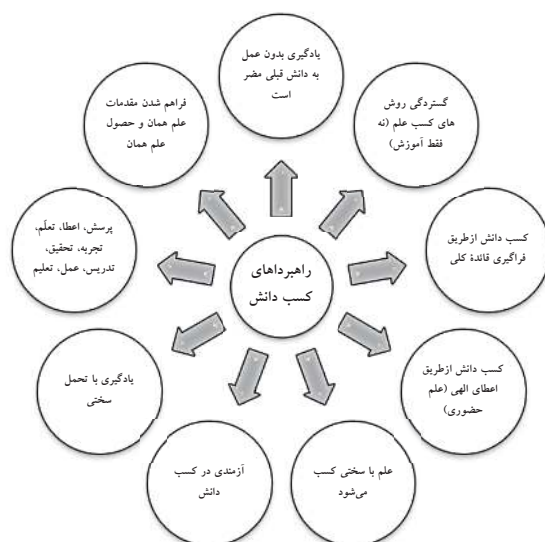 یادگیری بدون عمل
به دانش قبلی مضر
است
گستردگی روش
های کسب علم (نه
فقط آموزش)
کسب دانش ازطریق
فراگیری قائدۀ کلی
کسب دانش ازطریق
اعطای الهی (علم
حضوری)
علم با سختی کسب
می‌شود
آزمندی در کسب
دانش
یادگیری با تحمل
سختی
پرسش، اعطا، تعلّم،
تجربه، تحقیق،
تدریس، عمل، تعلیم
فراهم شدن مقدمات
علم همان و حصول
علم همان
راهبرداهای
کسب دانش